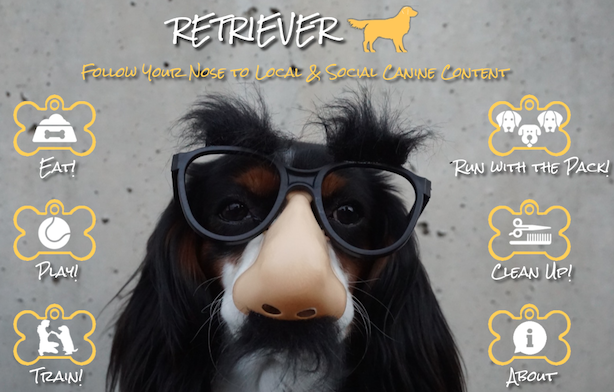 RETRIEVER
Follow Your Nose to Local & Social Canine Content
Eat!
Run with the Pack!
Play!
Clean Up!
Train!
About